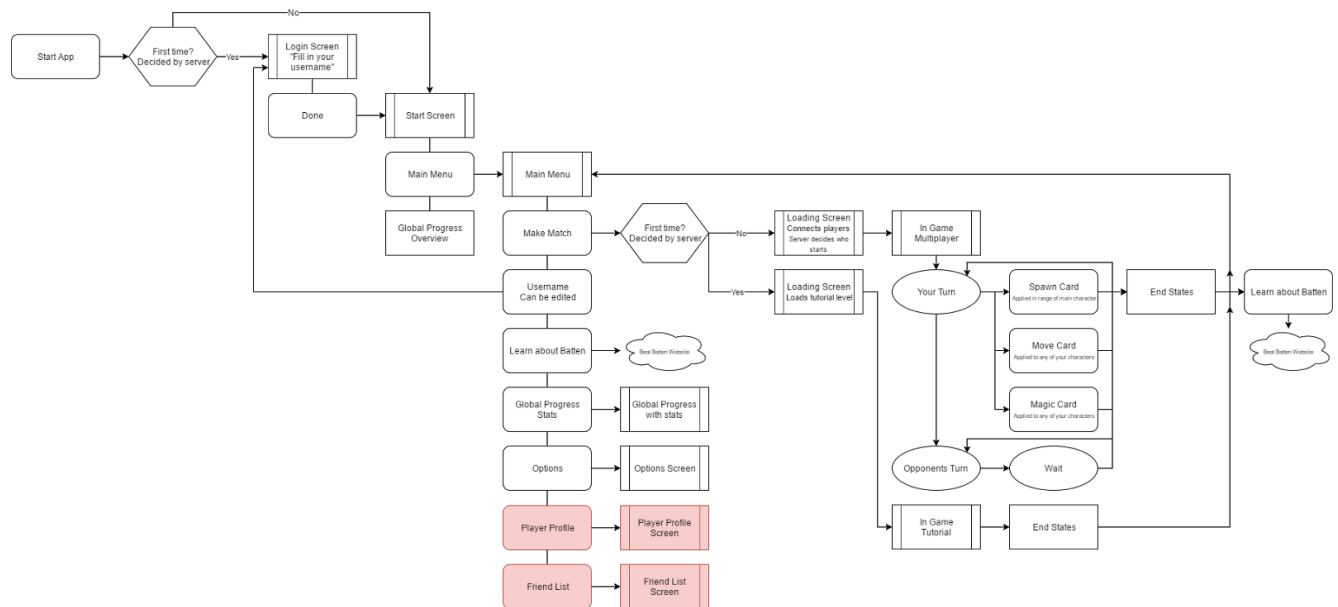 No
Start App
First time?
Decided by server
Yes
Login Screen
"Fill in your
username"
Done
Start Screen
Main Menu
Main Menu
Global Progress
Overview
Make Match
First time?
Decided by server
No
Yes
Loading Screen
Connects players
Server decides who
starts
In Game
Multiplayer
Loading Screen
Loads tutorial level
Username
Can be edited
Your Turn
Spawn Card
Applied in range of main character
End States
Learn about Batten
Learn about Batten
Beat Batten Website
Move Card
Applied to any of your characters
Beat Batten Website
Global Progress
Stats
Global Progress
with stats
Magic Card
Applied to any of your characters
Options
Options Screen
Opponents Turn
Wait
Player Profile
Player Profile
Screen
In Game
Tutorial
End States
Friend List
Friend List
Screen